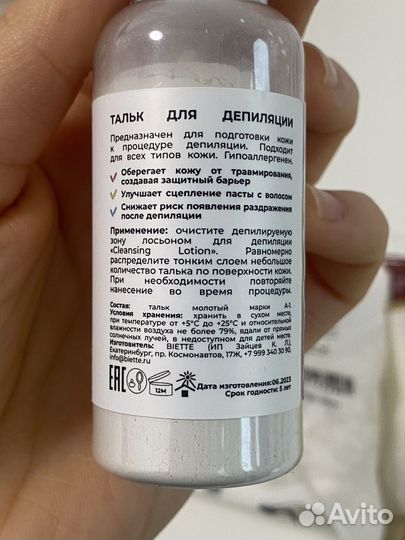 ТАЛЬК ДЛЯ ДЕПИЛЯЦИИ
Предназначен для подготовки кожи
к процедуре депиляции. Подходит
для всех типов кожи. Гипоаллергенен.
Оберегает кожу от травмирования,
создавая защитный барьер
Улучшает сцепление пасты с волосом
Снижает риск появления раздражения
после депиляции
Применение: очистите депилируемую
зону лосьоном для депиляции
«Cleansing Lotion». Равномерно
распределите тонким слоем небольшое
количество талька по поверхности кожи.
При необходимости повторяйте
нанесение во время процедуры.
Состав: тальк молотый марки А-1.
Условия хранения: хранить в сухом месте,
при температуре от +5°С до +25°С и относительной
влажности воздуха не более 79%, вдали от прямых
солнечных лучей, в недоступном для детей месте.
Изготовитель: BIETTE (ИП Зайцев К. Л.),
Екатеринбург, пр. Космонавтов, 17Ж, +7 999 340 30 90,
info@biette.ru
EAC
12M
Дата изготовления:06.2023
Срок годности: 5 лет
Avito